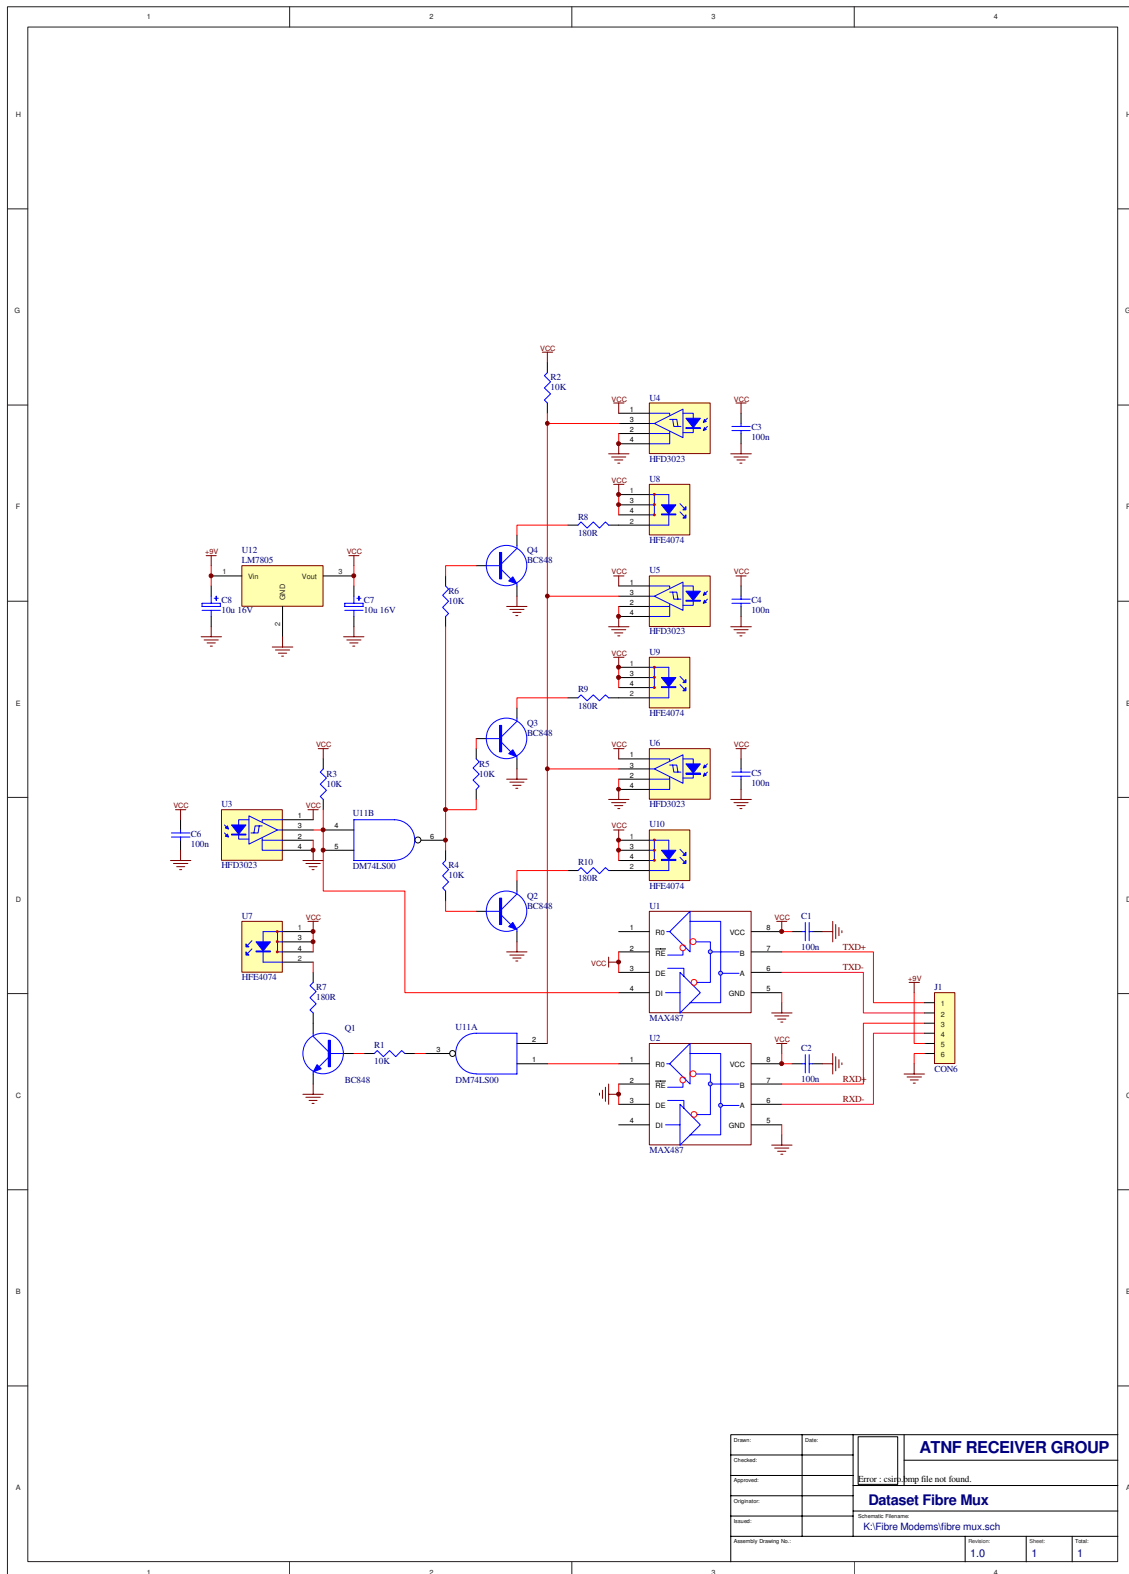 1 2 3 4
H H
G G
F F
E E
D D
C C
B B
A A
VCC
R2
10K
VCC
U4
1
3
2
4
HFD3023
VCC
C3
100n
VCC
U8
1
3
4
2
HFE4074
R8
180R
Q4
BC848
+9V
U12
LM7805
VCC
1 Vin Vout 3
GND
2
C8
10u 16V
C7
10u 16V
R6
10K
VCC
U5
1
3
2
4
HFD3023
VCC
C4
100n
VCC
U9
1
3
4
2
HFE4074
R9
180R
Q3
BC848
R5
10K
VCC
U6
1
3
2
4
HFD3023
VCC
C5
100n
VCC
R3
10K
VCC
C6
100n
U3
VCC
1
3
2
4
HFD3023
U11B
4
5
6
DM74LS00
R4
10K
VCC
U10
1
3
4
2
HFE4074
R10
180R
Q2
BC848
U7
VCC
1
3
4
2
HFE4074
R7
180R
Q1
BC848
R1
10K
U11A
3
2
1
DM74LS00
U1
1 R0 VCC 8
2 RE B 7
3 DE A 6
4 DI GND 5
MAX487
VCC
VCC
C1
100n
TXD+
TXD-
U2
1 R0 VCC 8
2 RE B 7
3 DE A 6
4 DI GND 5
MAX487
VCC
C2
100n
RXD+
RXD-
+9V
J1
1
2
3
4
5
6
CON6
Drawn: Date:
Checked:
Approved:
Originator:
Issued:
Assembly Drawing No.:
ATNF RECEIVER GROUP
Error : csiro.bmp file not found.
Dataset Fibre Mux
Schematic Filename:
K:\Fibre Modems\fibre mux.sch
Revision: Sheet: Total:
1.0 1 1
1 2 3 4